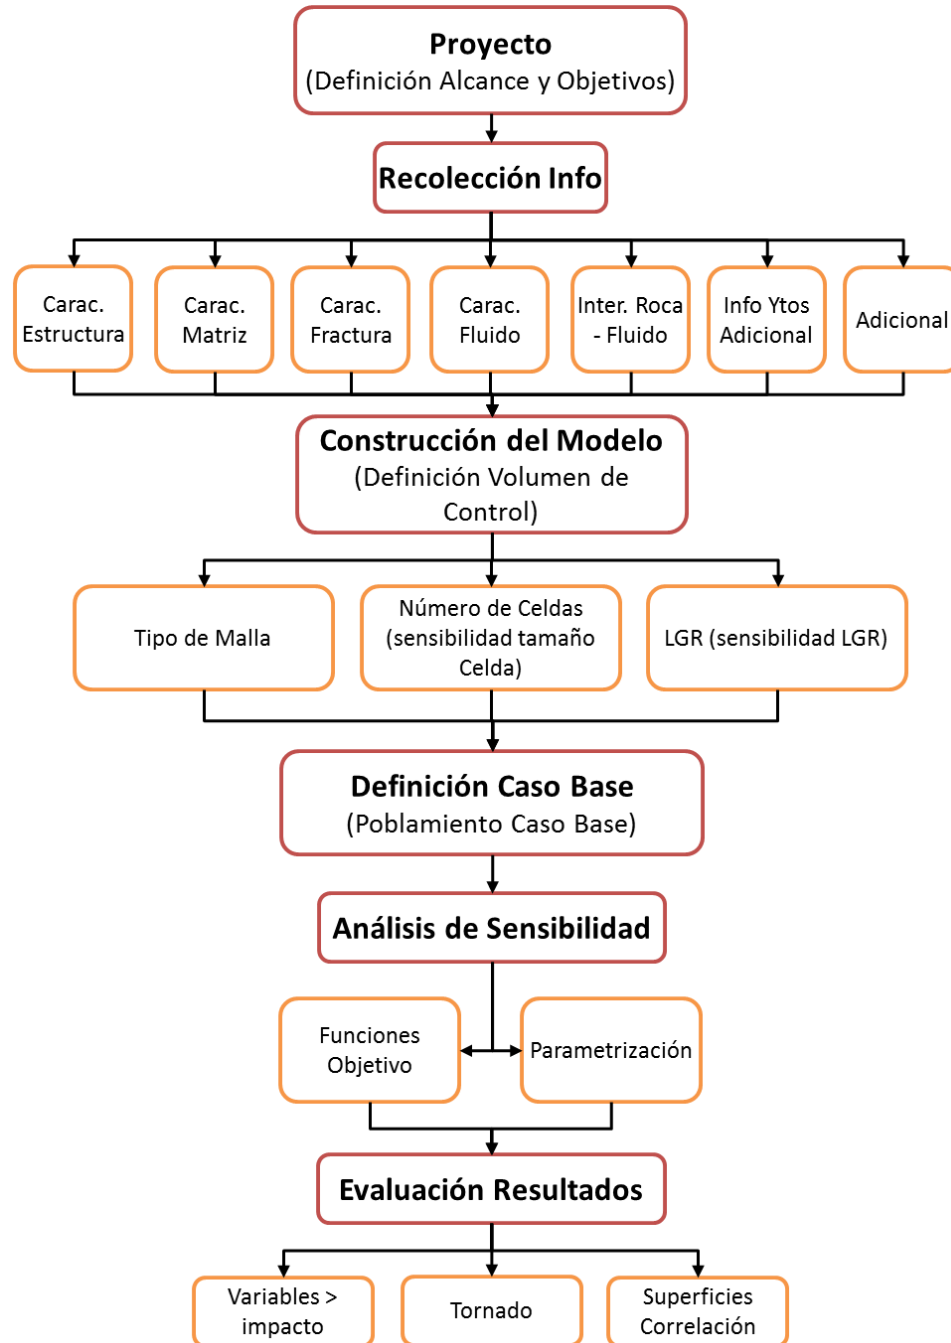 Proyecto
(Definición Alcance y Objetivos)
Recolección Info
Carac.
Estructura
Carac.
Matriz
Carac.
Fractura
Carac.
Fluido
Inter. Roca
- Fluido
Info Ytos
Adicional
Adicional
Construcción del Modelo
(Definición Volumen de
Control)
Tipo de Malla
Número de Celdas
(sensibilidad tamaño
Celda)
LGR (sensibilidad LGR)
Definición Caso Base
(Poblamiento Caso Base)
Análisis de Sensibilidad
Funciones
Objetivo
Parametrización
Evaluación Resultados
Variables >
impacto
Tornado
Superficies
Correlación